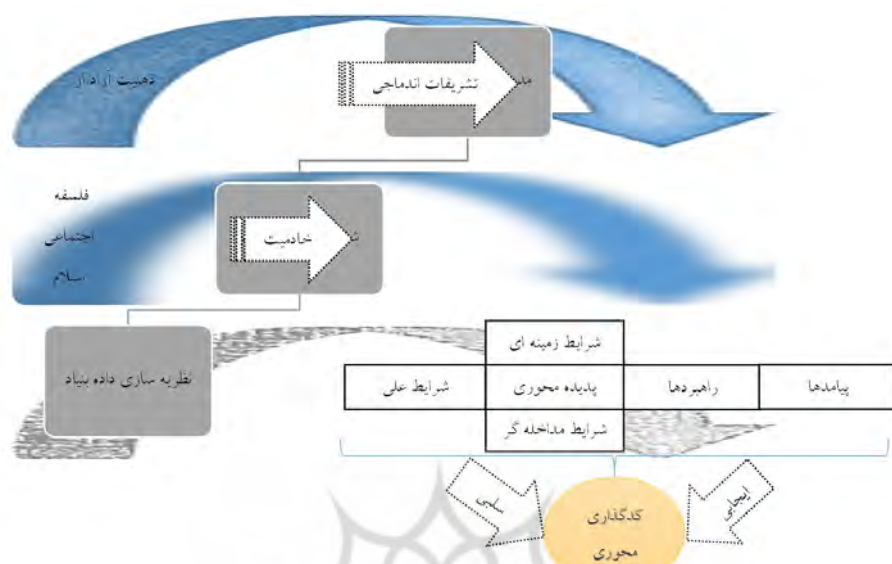 ذهنیت آزاد از
تشریفات اندماجی
فلسفه
اجتماعی
اسلام
خادمیت
نظریه سازی داده بنیاد
شرایط زمینه ای
شرایط علی
پدیده محوری
راهبردها
پیامدها
شرایط مداخله گر
سلبی
ایجابی
کدگذاری
محوری